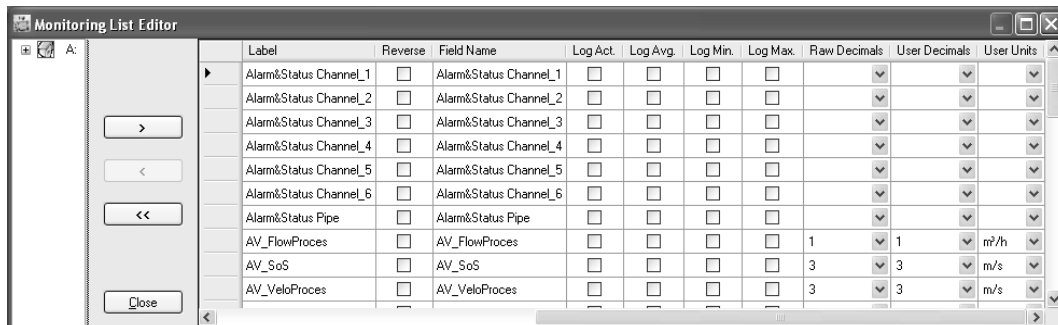 Monitoring List Editor
A:
>
<
<<
Close
Label Reverse Field Name Log Act. Log Avg. Log Min. Log Max. Raw Decimals User Decimals User Units
Alarm&Status Channel_1 Alarm&Status Channel_1
Alarm&Status Channel_2 Alarm&Status Channel_2
Alarm&Status Channel_3 Alarm&Status Channel_3
Alarm&Status Channel_4 Alarm&Status Channel_4
Alarm&Status Channel_5 Alarm&Status Channel_5
Alarm&Status Channel_6 Alarm&Status Channel_6
Alarm&Status Pipe Alarm&Status Pipe
AV_FlowProces AV_FlowProces 1 1 m³/h
AV_SoS AV_SoS 3 3 m/s
AV_VeloProces AV_VeloProces 3 3 m/s